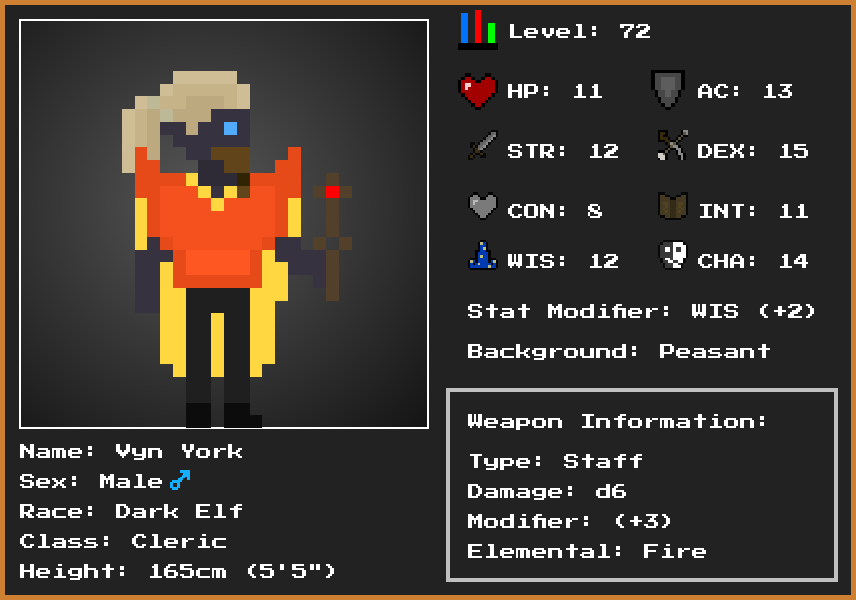 Level: 72
HP: 11
AC: 13
STR: 12
DEX: 15
CON: 8
INT: 11
WIS: 12
CHA: 14
Stat Modifier: WIS (+2)
Background: Peasant
Weapon Information:
Type: Staff
Damage: d6
Modifier: (+3)
Elemental: Fire
Name: Vyn York
Sex: Male♂
Race: Dark Elf
Class: Cleric
Height: 165cm (5'5")